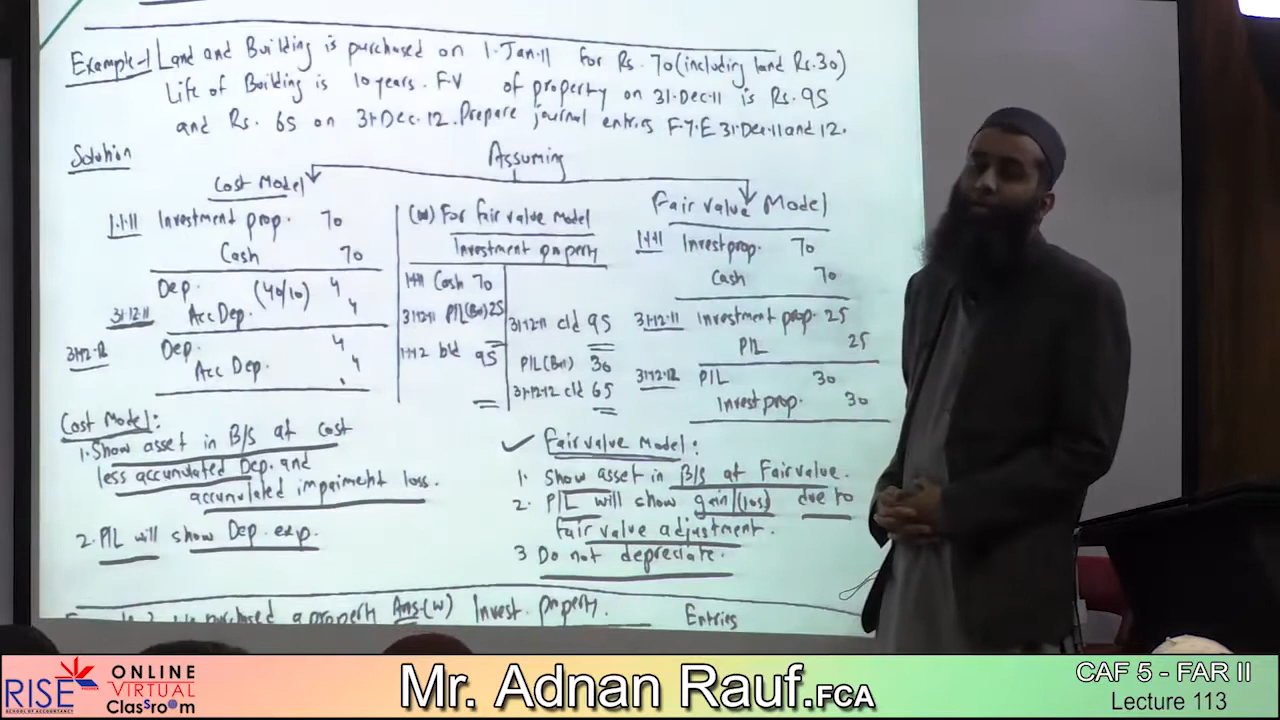 Example-1 Land and Building is purchased on 1.Jan.11 for Rs. 70 (including land Rs.30)
Life of Building is 10 years. F.V of property on 31.Dec.11 is Rs. 95
and Rs. 65 on 31.Dec.12. Prepare journal entries F.Y.E 31.Dec.11 and 12.
Solution
Assuming
Cost Model
1.1.11 Investment prop. 70
Cash 70
31.12.11 Dep. (40/10) 4
Acc Dep. 4
31.12.12 Dep. 4
Acc Dep. 4
(W) For fair value model
Investment property
1.1.11 Cash 70
31.12.11 P/L (Bal) 25
31.12.11 c/d 95
1.1.12 b/d 95
P/L (Bal) 30
31.12.12 c/d 65
Fair value Model
1.1.11 Invest prop. 70
Cash 70
31.12.11 Investment prop. 25
P/L 25
31.12.12 P/L 30
Invest prop. 30
Cost Model:
1. Show asset in B/S at cost
less accumulated Dep. and
accumulated impairment loss.
2. P/L will show Dep. exp.
Fair value Model:
1. Show asset in B/S at Fair value.
2. P/L will show gain/(loss) due to
fair value adjustment.
3 Do not depreciate.
purchased a property Ans (W) Invest. property. Entries
RISE
SCHOOL OF ACCOUNTANCY
ONLINE
VIRTUAL
Classroom
Mr. Adnan Rauf.FCA
CAF 5 - FAR II
Lecture 113